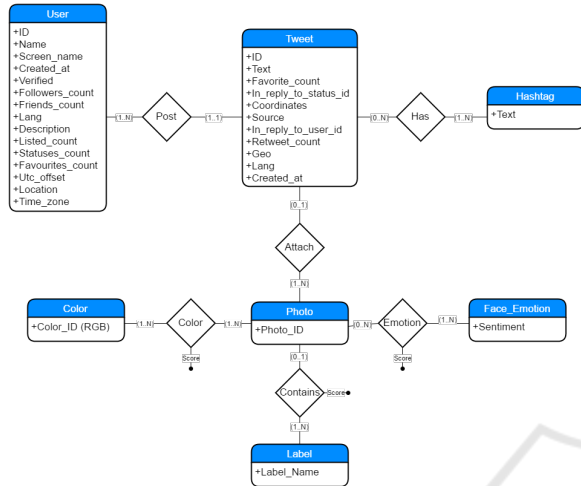 User
+ID
+Name
+Screen_name
+Created_at
+Verified
+Followers_count
+Friends_count
+Lang
+Description
+Listed_count
+Statuses_count
+Favourites_count
+Utc_offset
+Location
+Time_zone
(1..N)
Post
(1..1)
Tweet
+ID
+Text
+Favorite_count
+In_reply_to_status_id
+Coordinates
+Source
+In_reply_to_user_id
+Retweet_count
+Geo
+Lang
+Created_at
(0..N)
Has
(1..N)
Hashtag
+Text
(0..1)
Attach
(1..N)
Color
+Color_ID (RGB)
(1..N)
Color
(1..N)
Score
Photo
+Photo_ID
(0..N)
Emotion
(1..N)
Score
Face_Emotion
+Sentiment
(0..1)
Contains
Score
(1..N)
Label
+Label_Name